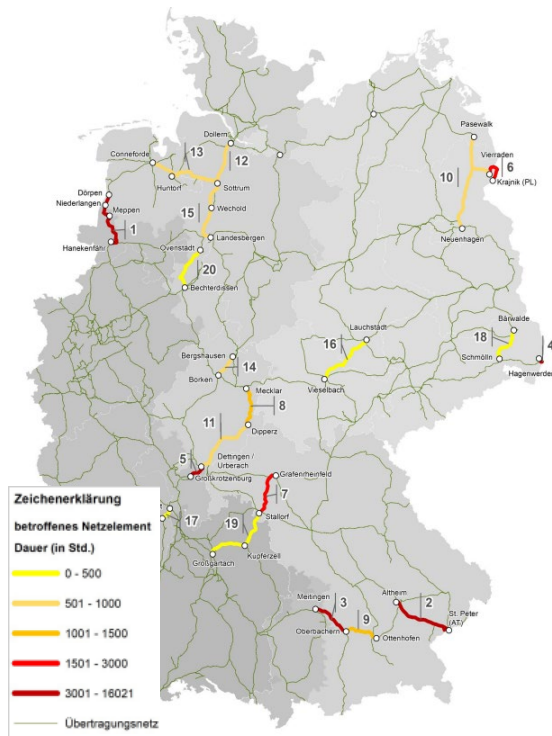 Dollern
Conneforde
13
12
Pasewalk
Vierraden
6
10
Krajnik (PL)
Huntorf
Sottrum
Dörpen
Niederlangen
Meppen
15
Wechold
1
Neuenhagen
Hanekenfähr
Ovenstädt
Landesbergen
20
Bechterdissen
Bärwalde
Lauchstädt
16
18
4
Schmölln
Hagenwerder
Bergshausen
14
Borken
Vieselbach
Mecklar
8
11
Dipperz
Dettingen /
Urberach
5
Großkrotzenburg
Grafenrheinfeld
7
Stallorf
17
19
Kupferzell
Großgartach
Meitingen
3
Altheim
2
St. Peter
(AT)
9
Oberbachern
Ottenhofen
Zeichenerklärung
betroffenes Netzelement
Dauer (in Std.)
0 - 500
501 - 1000
1001 - 1500
1501 - 3000
3001 - 16021
Übertragungsnetz